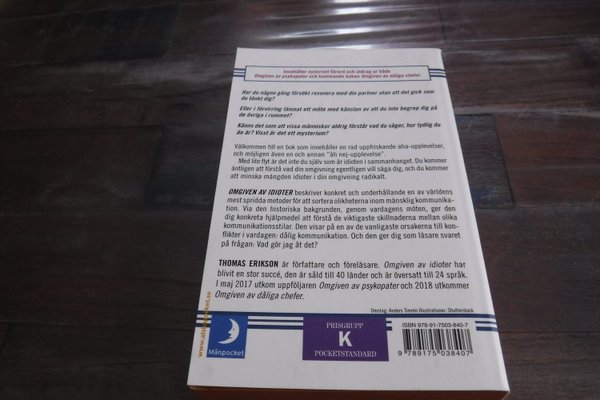 Innehåller nyskrivet förord och utdrag ur både
Omgiven av psykopater och kommande boken Omgiven av dåliga chefer
Har du någon gång försökt resonera med din partner utan att det gick som
du tänkt dig?
Eller i förvirring lämnat ett möte med känslan av att du inte begrep dig på
de övriga i rummet?
Känns det som att vissa människor aldrig förstår vad du säger, hur tydlig
du än är? Visst är det ett mysterium?
Välkommen till en bok som innehåller en rad uppfriskande aha-upplevelser,
och möjligen även en och annan "åh nej-upplevelse".
Med lite flyt är det inte du själv som är idioten i sammanhanget. Du kommer
äntligen att förstå vad din omgivning egentligen vill säga dig, och du kommer
att minska mängden idioter i din omgivning radikalt.
OMGIVEN AV IDIOTER beskriver konkret och underhållande en av världens
mest spridda metoder för att sortera olikheterna inom mänsklig kommunika-
tion. Via den historiska bakgrunden, genom vardagens möten, ger den
dig konkreta hjälpmedel att förstå de viktigaste skillnaderna mellan olika
kommunikationsstilar. Den visar på en av de vanligaste orsakerna till kon-
flikter i vardagen: dålig kommunikation. Och den ger dig som läsare svaret
på frågan: Vad gör jag åt det?
THOMAS ERIKSON är författare och föreläsare. Omgiven av idioter har
blivit en stor succé, den är såld till 40 länder och är översatt till 24 språk.
I maj 2017 utkom uppföljaren Omgiven av psykopater och 2018 utkommer
Omgiven av dåliga chefer.
Omslag: Anders Timrén Illustrationer: Shutterstock
Månpocket
PRISGRUPP
K
POCKETSTANDARD
ISBN 978-91-7503-840-7
9 789175 038407